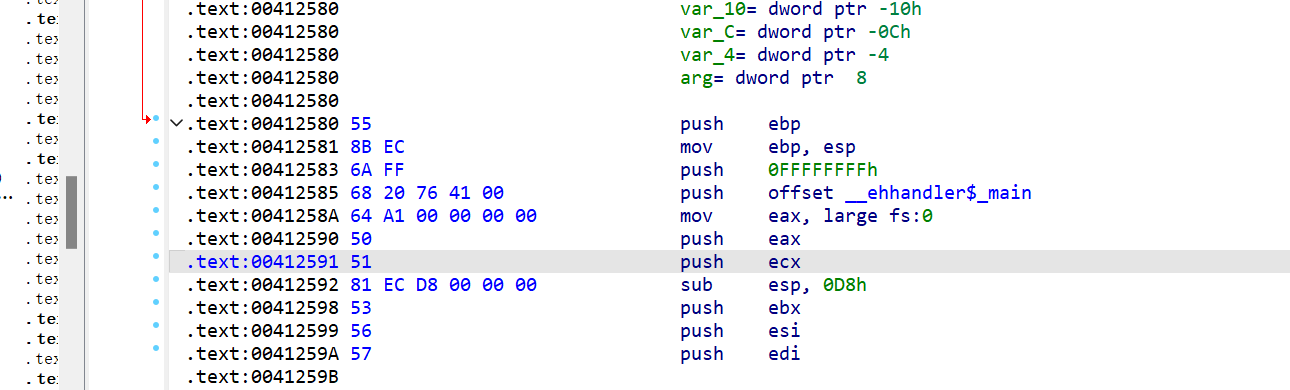 .text:00412580 var_10= dword ptr -10h
.text:00412580 var_C= dword ptr -0Ch
.text:00412580 var_4= dword ptr -4
.text:00412580 arg= dword ptr  8
.text:00412580
.text:00412580 55 push ebp
.text:00412581 8B EC mov ebp, esp
.text:00412583 6A FF push 0FFFFFFFFh
.text:00412585 68 20 76 41 00 push offset __ehhandler$_main
.text:0041258A 64 A1 00 00 00 00 mov eax, large fs:0
.text:00412590 50 push eax
.text:00412591 51 push ecx
.text:00412592 81 EC D8 00 00 00 sub esp, 0D8h
.text:00412598 53 push ebx
.text:00412599 56 push esi
.text:0041259A 57 push edi
.text:0041259B